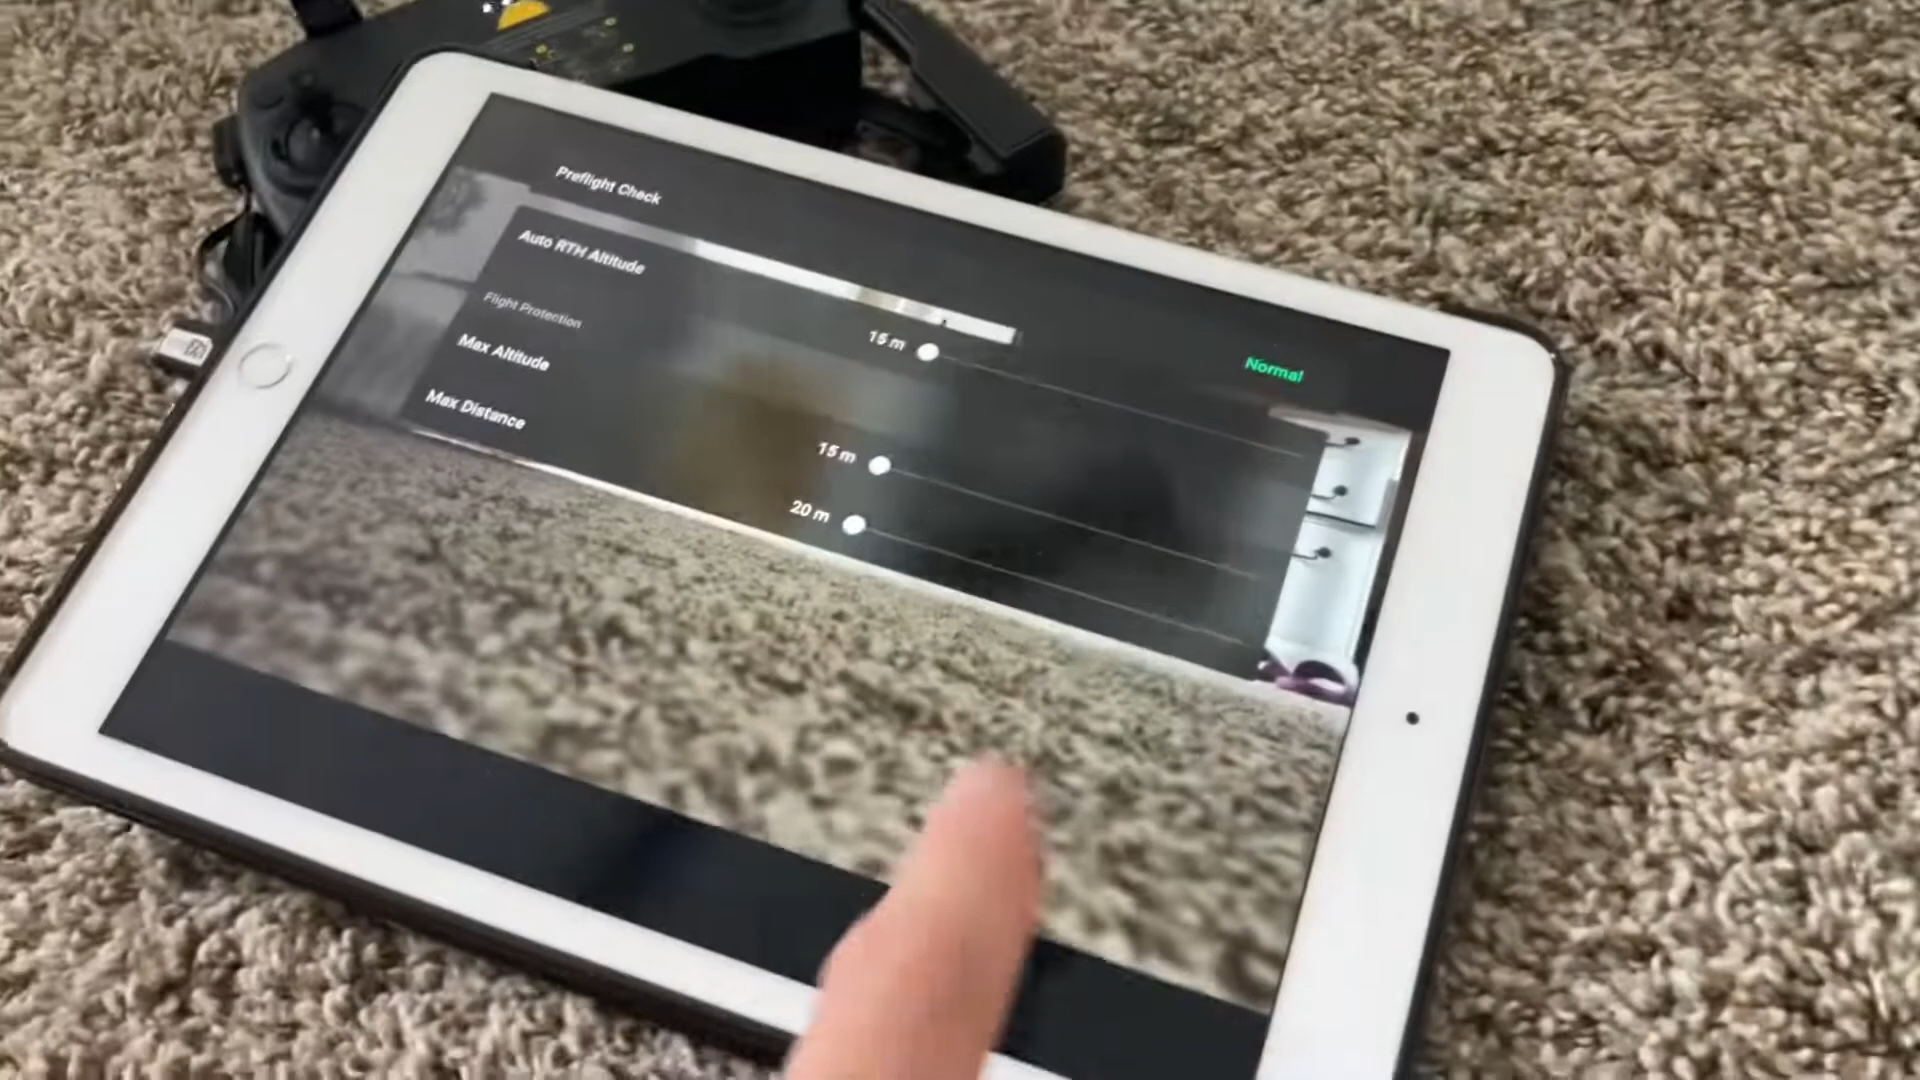 Preflight Check
Normal
Auto RTH Altitude
15 m
Flight Protection
Max Altitude
15 m
Max Distance
20 m